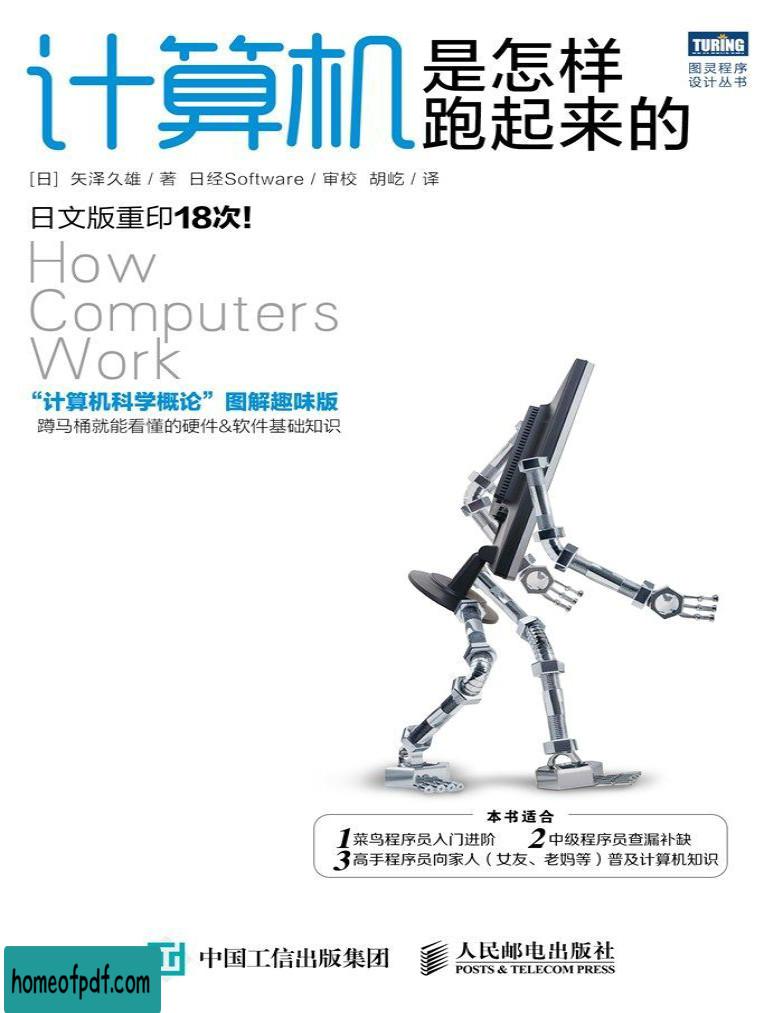 计算机是怎样
跑起来的
TURING
图灵程序
设计丛书
[日] 矢泽久雄 / 著 日经Software / 审校 胡屹 / 译
日文版重印18次!
How
Computers
Work
“计算机科学概论”图解趣味版
蹲马桶就能看懂的硬件&软件基础知识
本书适合
1 菜鸟程序员入门进阶 2 中级程序员查漏补缺
3 高手程序员向家人（女友、老妈等）普及计算机知识
中国工信出版集团
人民邮电出版社
POSTS & TELECOM PRESS
homeofpdf.com